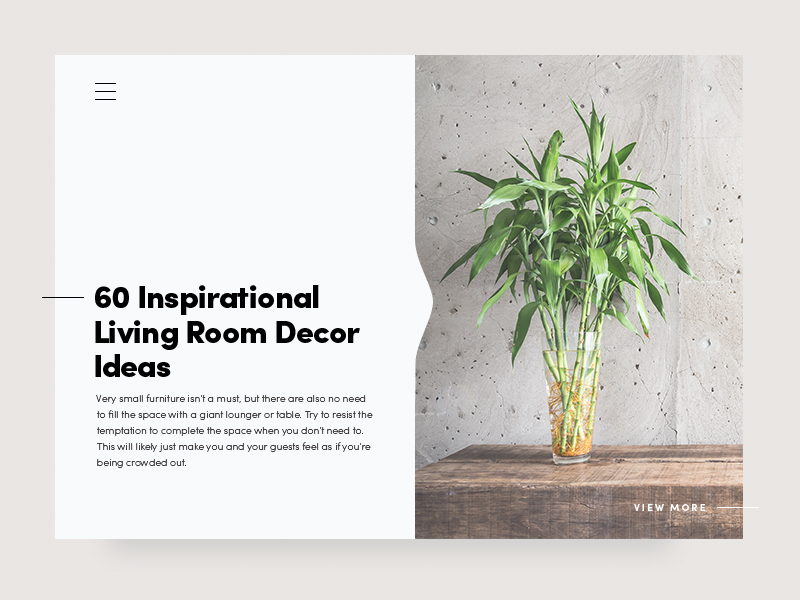 60 Inspirational
Living Room Decor
Ideas
Very small furniture isn't a must, but there are also no need
to fill the space with a giant lounger or table. Try to resist the
temptation to complete the space when you don't need to.
This will likely just make you and your guests feel as if you're
being crowded out.
VIEW MORE